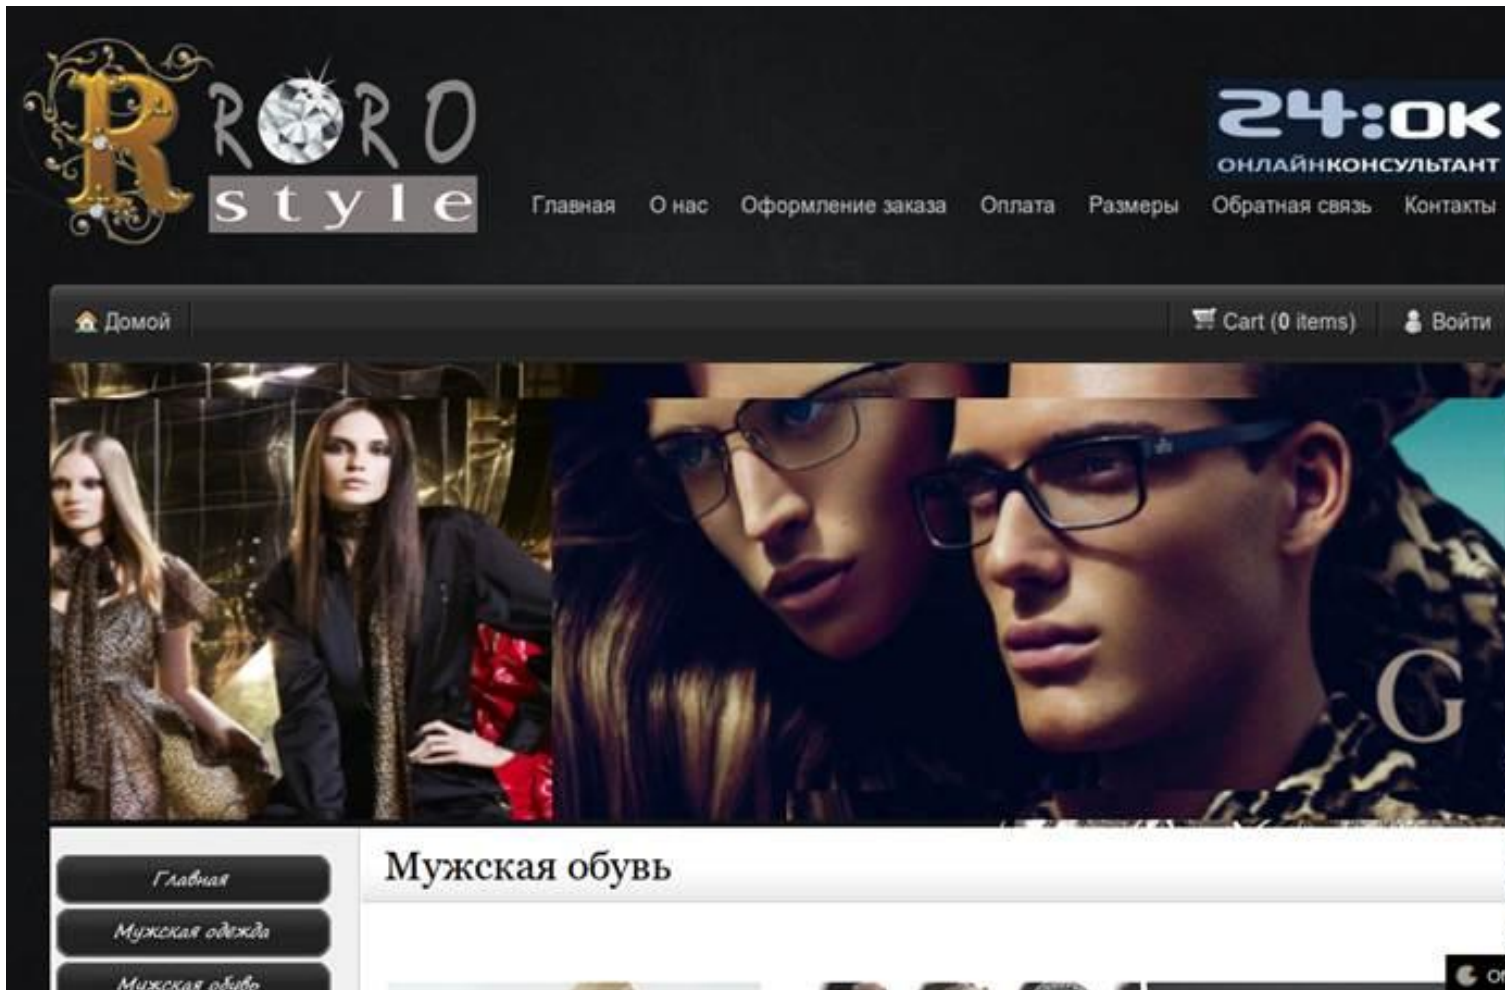 R RORO
style
24:ОК
ОНЛАЙНКОНСУЛЬТАНТ
Главная О нас Оформление заказа Оплата Размеры Обратная связь Контакты
Домой Cart (0 items) Войти
G
Мужская обувь
Главная
Мужская одежда
Мужская обувь